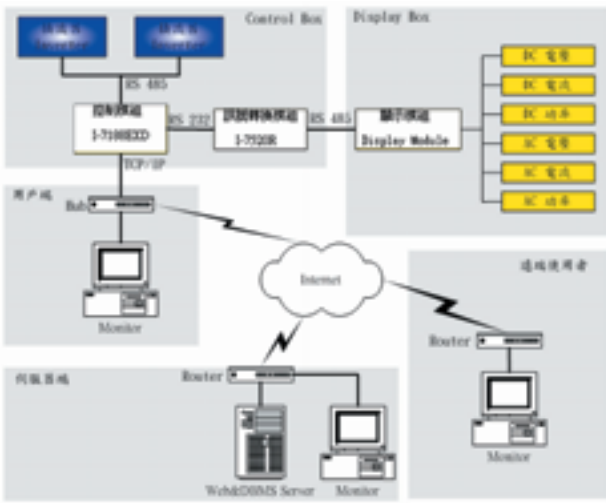 Control Box
Display Box
RS 485
控制模組
I-7188EXD
RS 232
訊號轉換模組
I-7520R
RS 485
顯示模組
Display Module
DC 電壓
DC 電流
DC 功率
AC 電壓
AC 電流
AC 功率
TCP/IP
用戶端
Hub
Monitor
Internet
遠端使用者
Router
Monitor
伺服器端
Router
Web&DBMS Server
Monitor